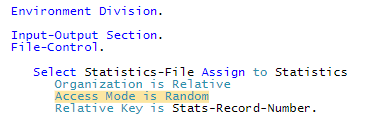 Environment Division.
Input-Output Section.
File-Control.
Select Statistics-File Assign to Statistics
Organization is Relative
Access Mode is Random
Relative Key is Stats-Record-Number.